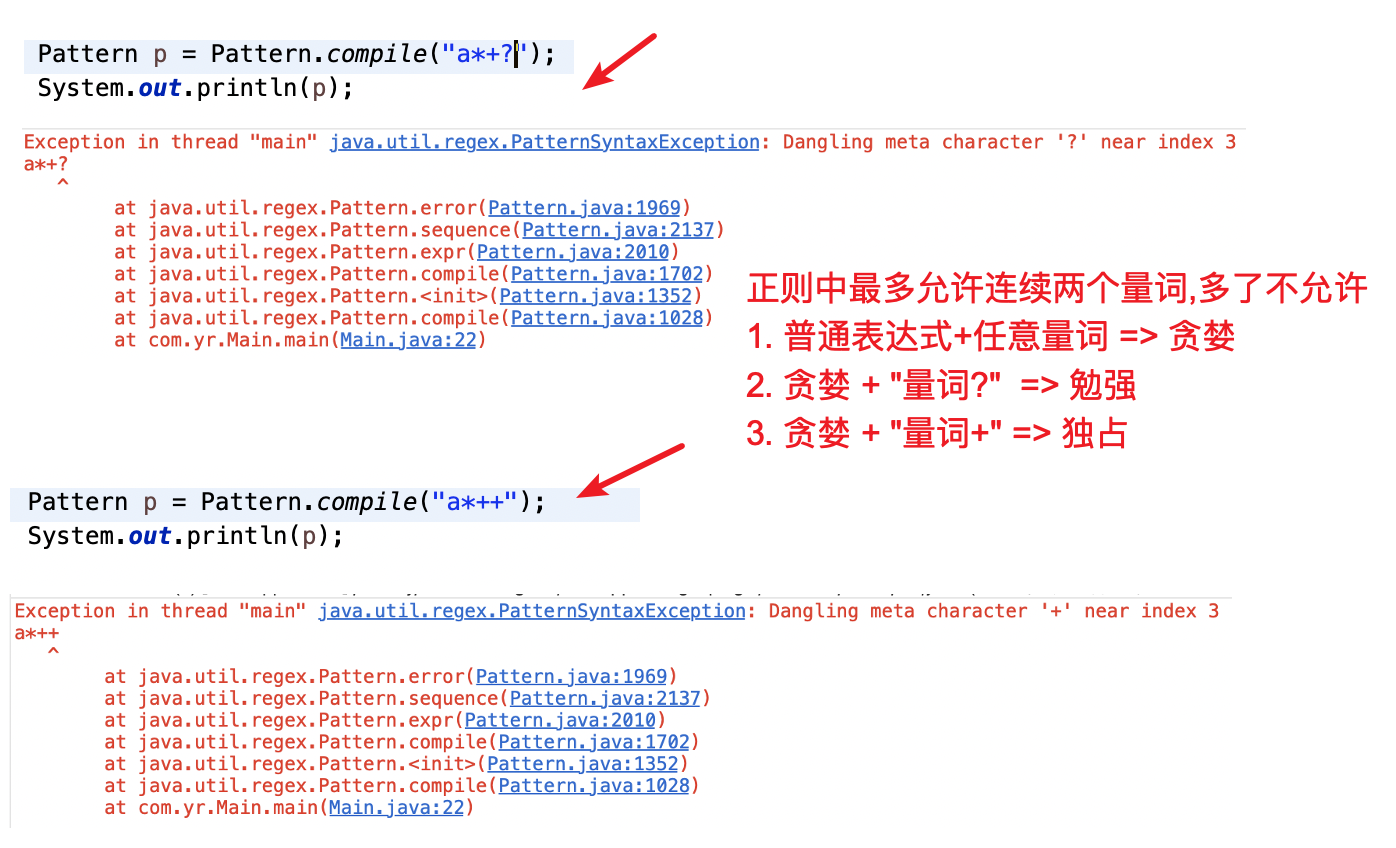 Pattern p = Pattern.compile("a*+?");
System.out.println(p);
Exception in thread "main" java.util.regex.PatternSyntaxException: Dangling meta character '?' near index 3
a*+?
^
at java.util.regex.Pattern.error(Pattern.java:1969)
at java.util.regex.Pattern.sequence(Pattern.java:2137)
at java.util.regex.Pattern.expr(Pattern.java:2010)
at java.util.regex.Pattern.compile(Pattern.java:1702)
at java.util.regex.Pattern.<init>(Pattern.java:1352)
at java.util.regex.Pattern.compile(Pattern.java:1028)
at com.yr.Main.main(Main.java:22)
正则中最多允许连续两个量词,多了不允许
1. 普通表达式+任意量词 => 贪婪
2. 贪婪 + "量词?" => 勉强
3. 贪婪 + "量词+" => 独占
Pattern p = Pattern.compile("a*++");
System.out.println(p);
Exception in thread "main" java.util.regex.PatternSyntaxException: Dangling meta character '+' near index 3
a*++
^
at java.util.regex.Pattern.error(Pattern.java:1969)
at java.util.regex.Pattern.sequence(Pattern.java:2137)
at java.util.regex.Pattern.expr(Pattern.java:2010)
at java.util.regex.Pattern.compile(Pattern.java:1702)
at java.util.regex.Pattern.<init>(Pattern.java:1352)
at java.util.regex.Pattern.compile(Pattern.java:1028)
at com.yr.Main.main(Main.java:22)